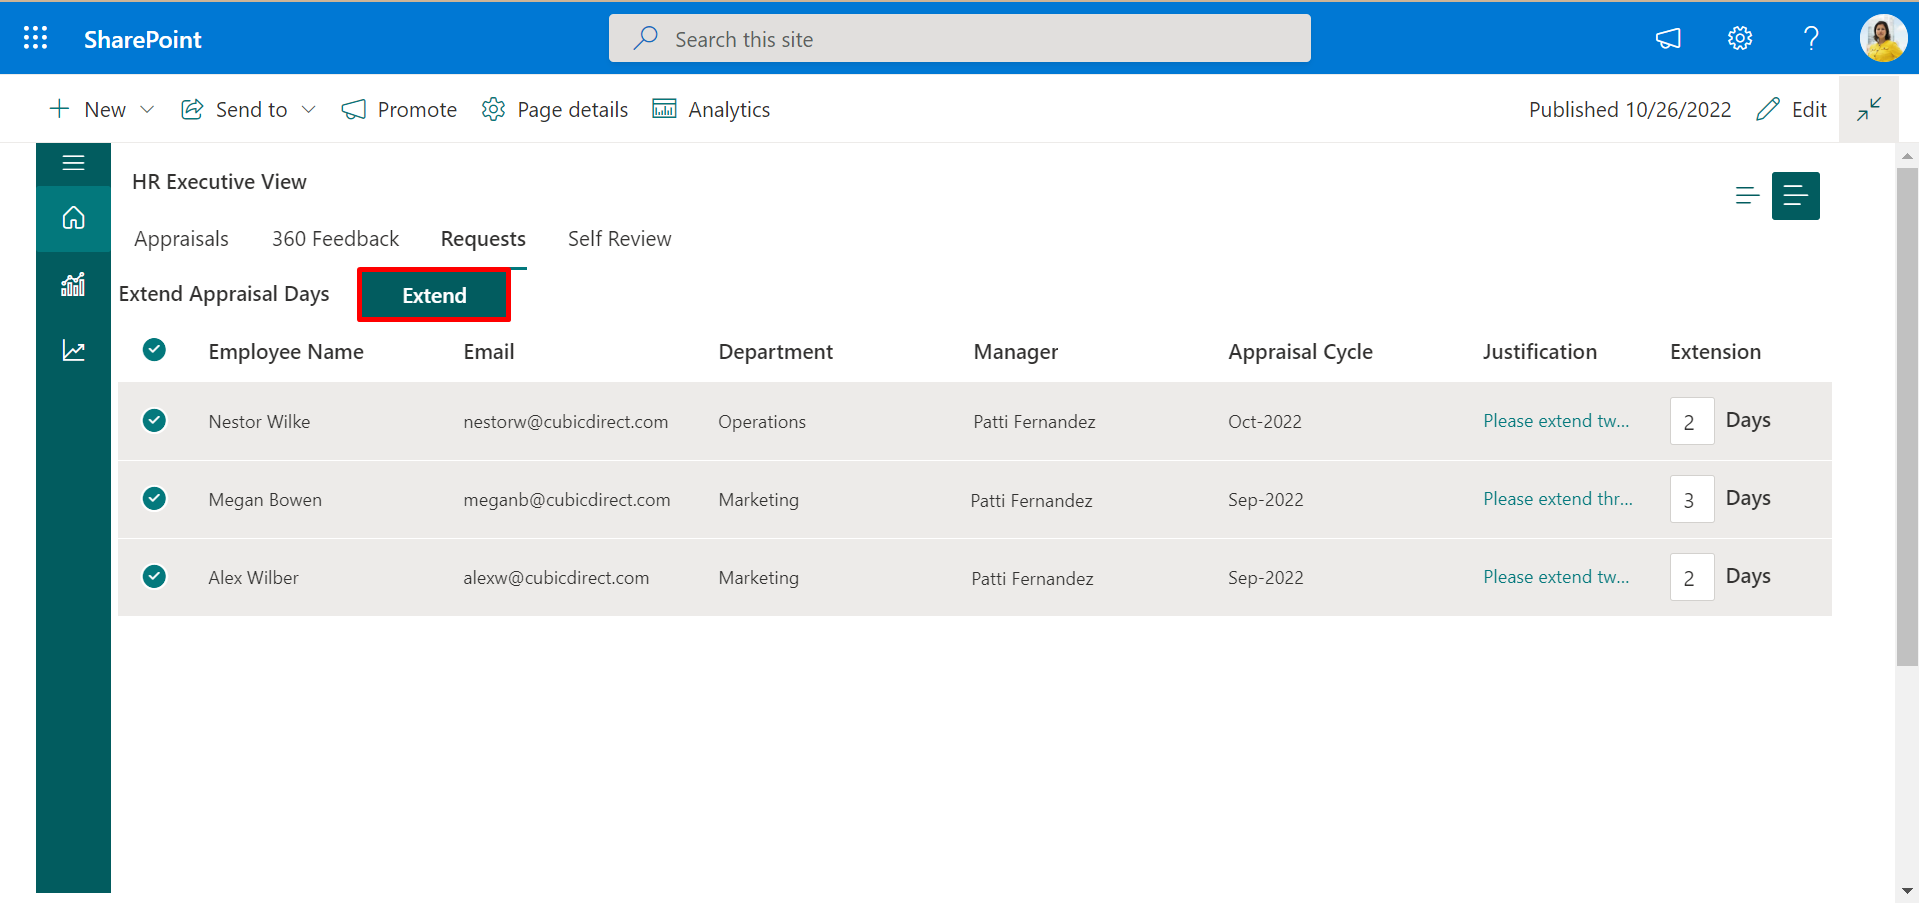 SharePoint
Search this site
New
Send to
Promote
Page details
Analytics
Published 10/26/2022
Edit
HR Executive View
Appraisals
360 Feedback
Requests
Self Review
Extend Appraisal Days
Extend
Employee Name Email Department Manager Appraisal Cycle Justification Extension
Nestor Wilke nestorw@cubicdirect.com Operations Patti Fernandez Oct-2022 Please extend tw... 2 Days
Megan Bowen meganb@cubicdirect.com Marketing Patti Fernandez Sep-2022 Please extend thr... 3 Days
Alex Wilber alexw@cubicdirect.com Marketing Patti Fernandez Sep-2022 Please extend tw... 2 Days